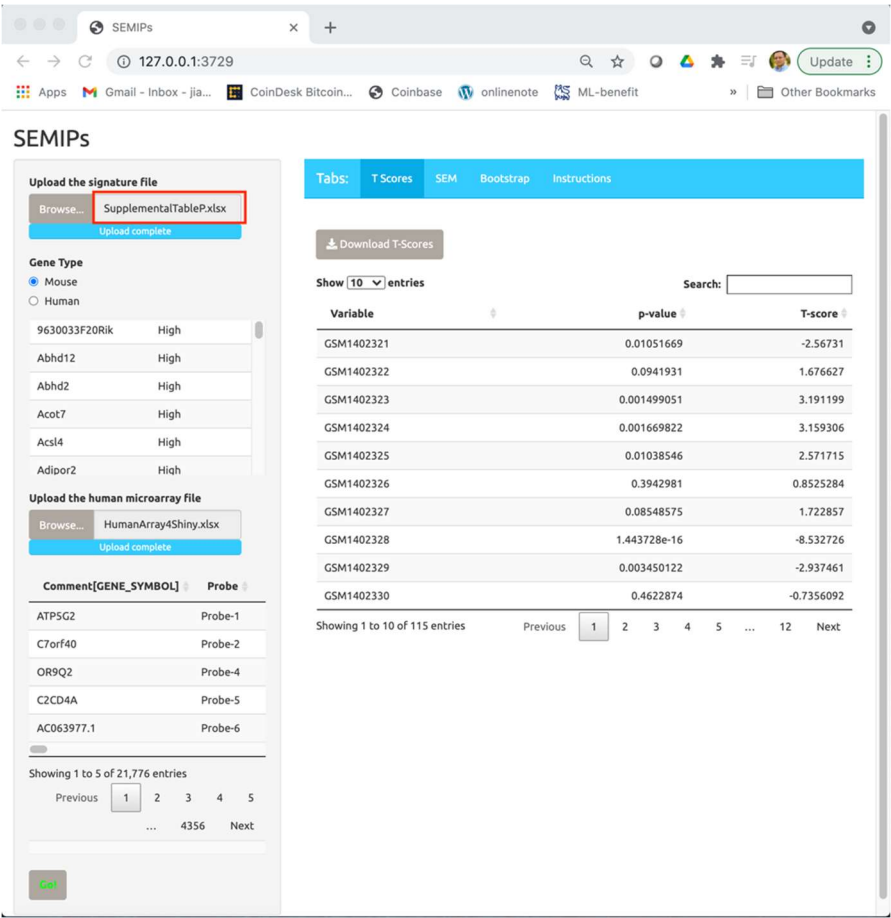 SEMIPs
127.0.0.1:3729
Update
Apps Gmail - Inbox - jia... CoinDesk Bitcoin... Coinbase onlinenote ML-benefit » Other Bookmarks
SEMIPs
Upload the signature file
Browse... SupplementalTableP.xlsx
Upload complete
Gene Type
Mouse
Human
9630033F20Rik High
Abhd12 High
Abhd2 High
Acot7 High
Acsl4 High
Adipor2 High
Upload the human microarray file
Browse... HumanArray4Shiny.xlsx
Upload complete
Comment[GENE_SYMBOL] Probe
ATP5G2 Probe-1
C7orf40 Probe-2
OR9Q2 Probe-4
C2CD4A Probe-5
AC063977.1 Probe-6
Showing 1 to 5 of 21,776 entries
Previous 1 2 3 4 5
... 4356 Next
Go!
Tabs: T Scores SEM Bootstrap Instructions
Download T-Scores
Show 10 entries Search:
Variable p-value T-score
GSM1402321 0.01051669 -2.56731
GSM1402322 0.0941931 1.676627
GSM1402323 0.001499051 3.191199
GSM1402324 0.001669822 3.159306
GSM1402325 0.01038546 2.571715
GSM1402326 0.3942981 0.8525284
GSM1402327 0.08548575 1.722857
GSM1402328 1.443728e-16 -8.532726
GSM1402329 0.003450122 -2.937461
GSM1402330 0.4622874 -0.7356092
Showing 1 to 10 of 115 entries Previous 1 2 3 4 5 ... 12 Next